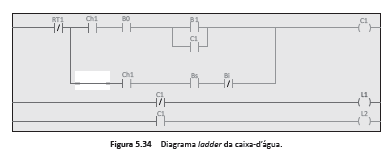 RT1 Ch1 B0 B1 C1
C1
Ch1 Bs Bi
C1 L1
C1 L2
Figura 5.34 Diagrama ladder da caixa-d'água.